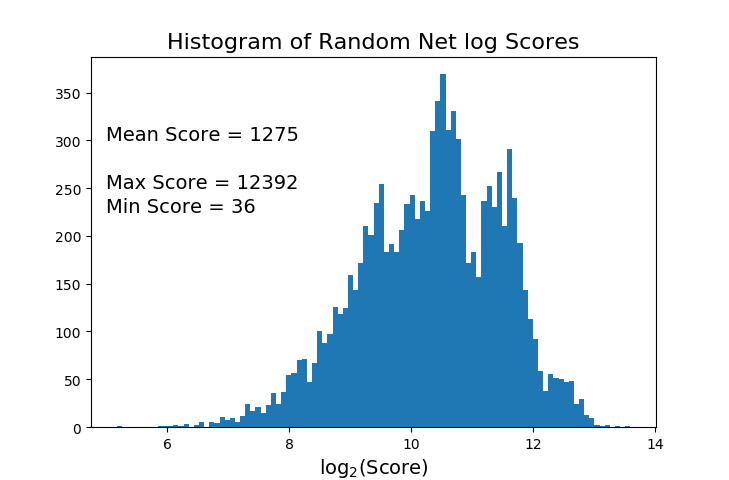 Histogram of Random Net log Scores
350
300
250
200
150
100
50
0
Mean Score = 1275
Max Score = 12392
Min Score = 36
6 8 10 12 14
log₂(Score)